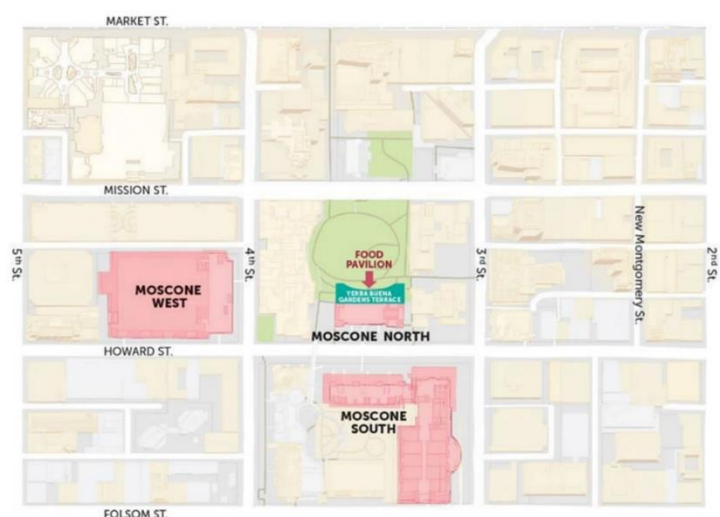 MARKET ST.
MISSION ST.
5th St.
4th St.
3rd St.
New Montgomery St.
2nd St.
FOOD
PAVILION
YERBA BUENA
GARDENS TERRACE
MOSCONE
WEST
MOSCONE NORTH
HOWARD ST.
MOSCONE
SOUTH
FOLSOM ST.